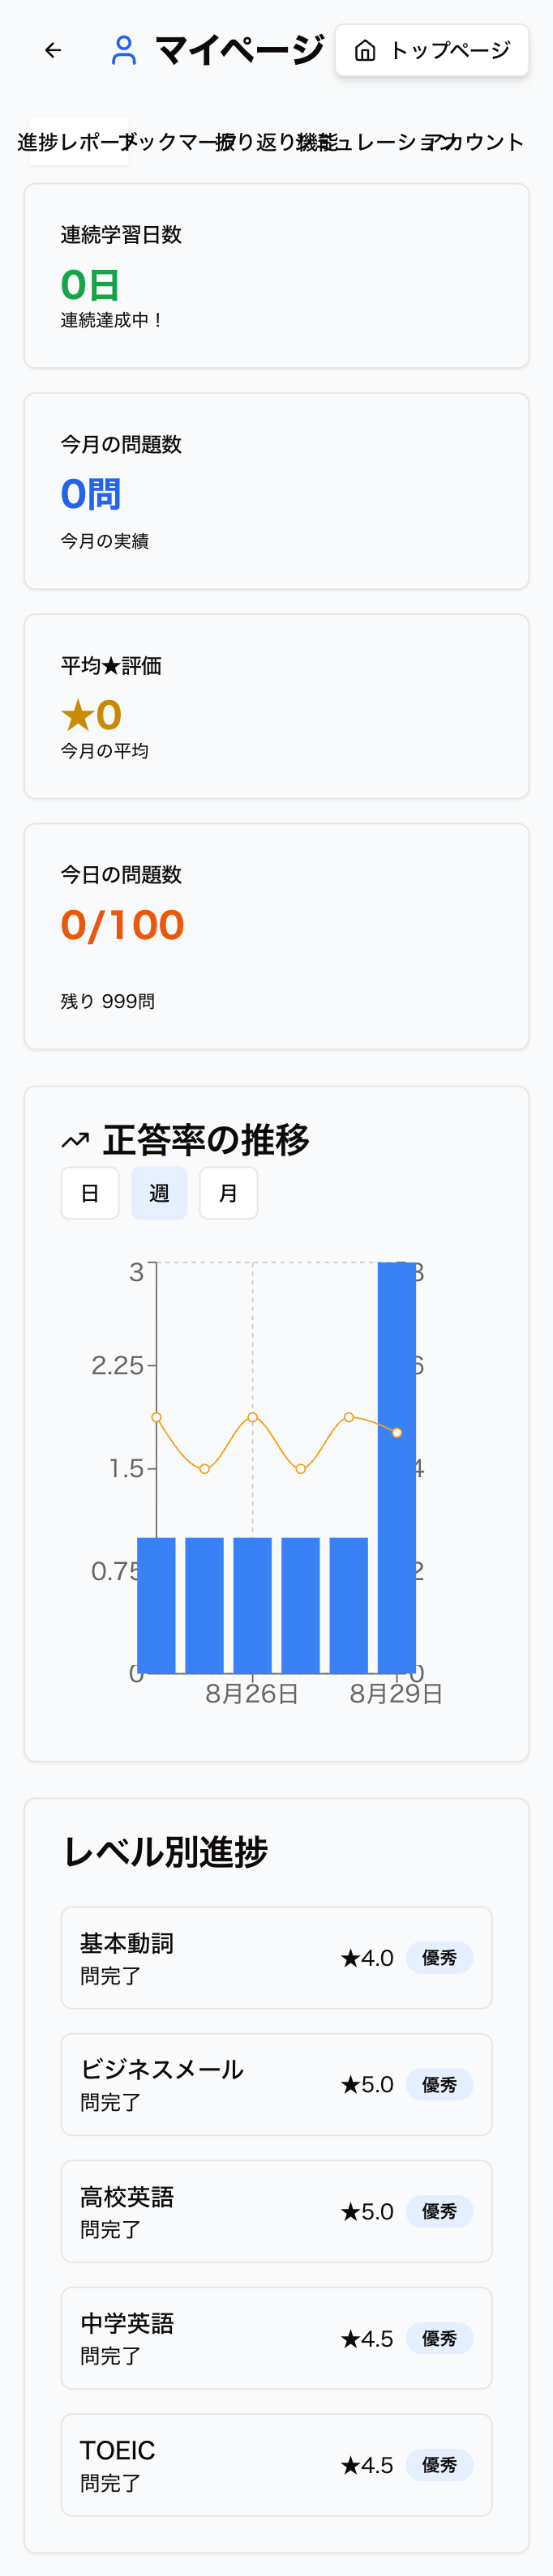 マイページ
トップページ
進捗レポート ブックマーク 振り返り機能 シミュレーション アカウント
連続学習日数
0日
連続達成中！
今月の問題数
0問
今月の実績
平均★評価
★0
今月の平均
今日の問題数
0/100
残り 999問
正答率の推移
日 週 月
3
2.25
1.5
0.75
0
8
6
4
2
0
8月26日 8月29日
レベル別進捗
基本動詞
問完了
★4.0 優秀
ビジネスメール
問完了
★5.0 優秀
高校英語
問完了
★5.0 優秀
中学英語
問完了
★4.5 優秀
TOEIC
問完了
★4.5 優秀